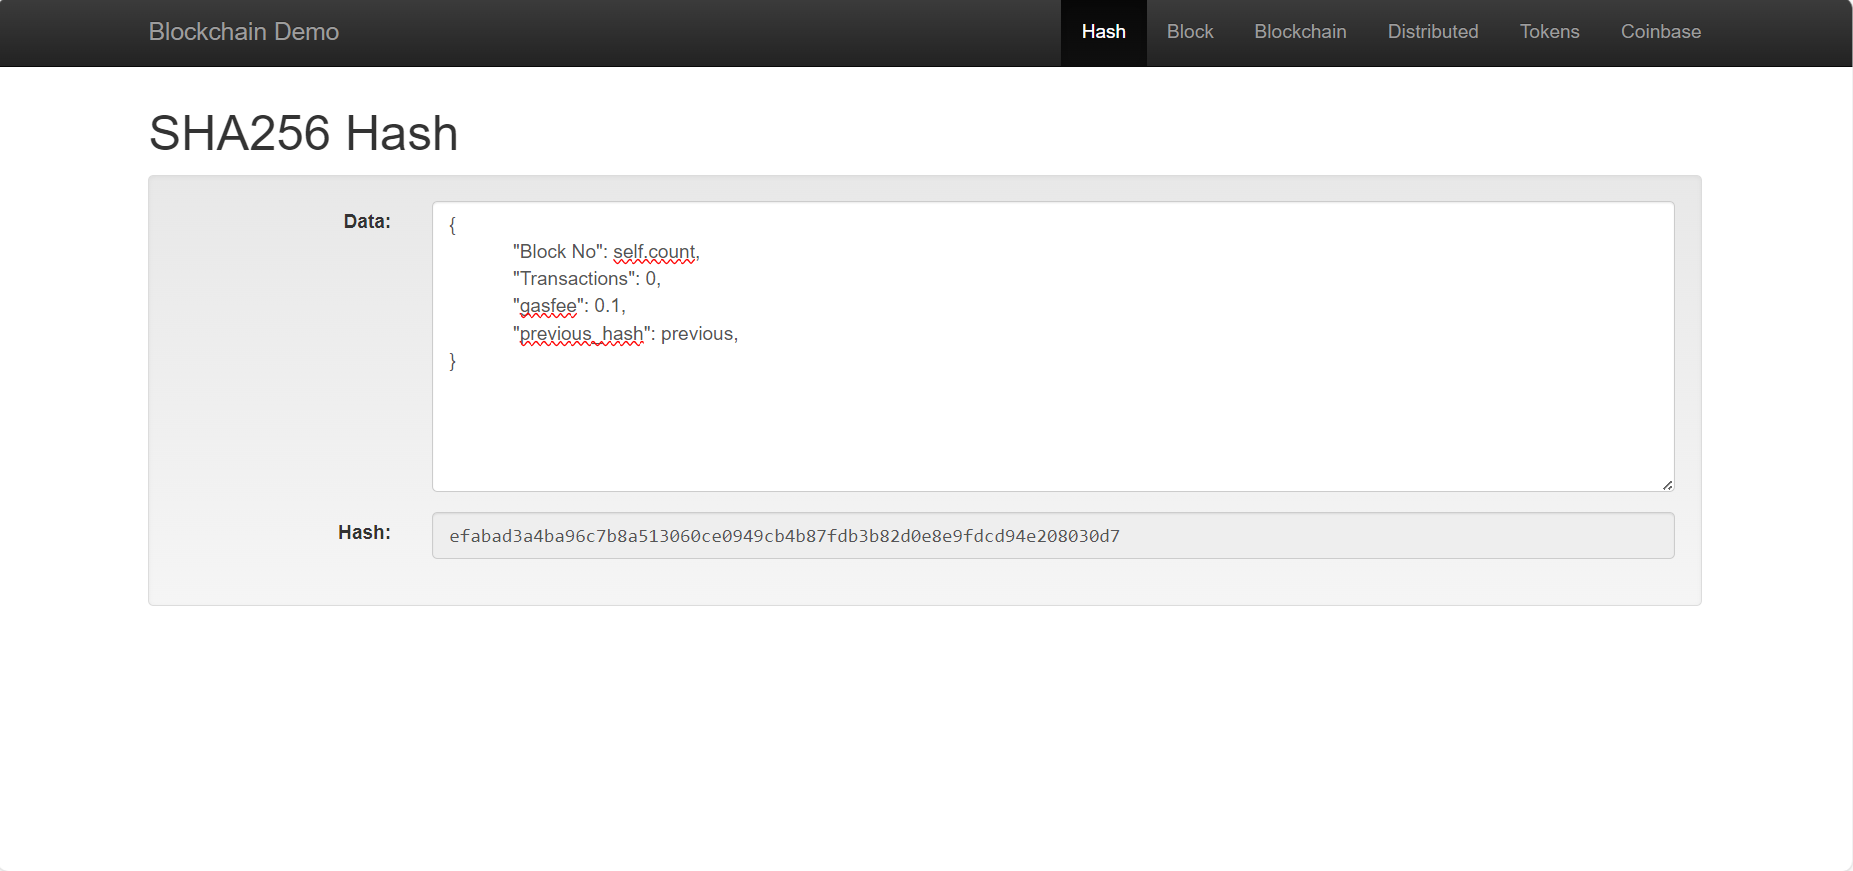 Blockchain Demo
Hash Block Blockchain Distributed Tokens Coinbase
SHA256 Hash
Data:
{
"Block No": self.count,
"Transactions": 0,
"gasfee": 0.1,
"previous_hash": previous,
}
Hash:
efabad3a4ba96c7b8a513060ce0949cb4b87fdb3b82d0e8e9fdcd94e208030d7